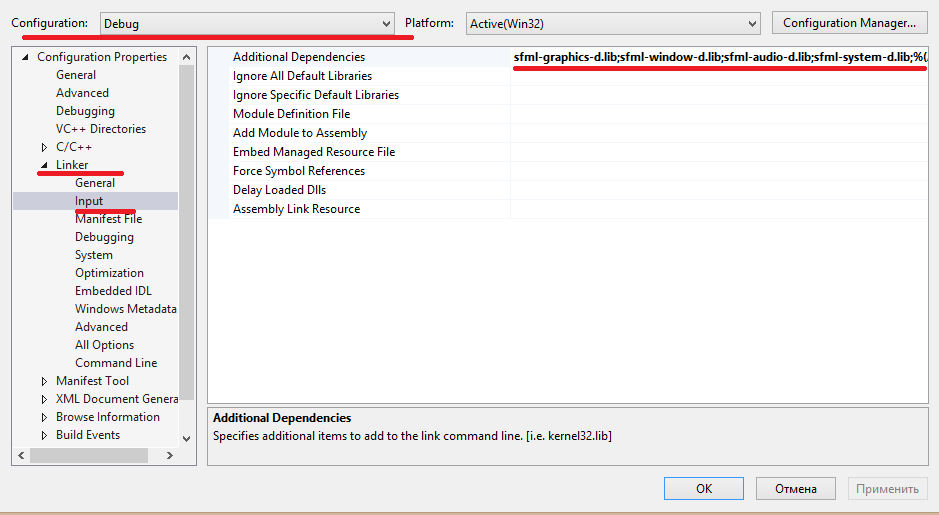 Configuration: Debug Platform: Active(Win32) Configuration Manager...
Configuration Properties
General
Advanced
Debugging
VC++ Directories
C/C++
Linker
General
Input
Manifest File
Debugging
System
Optimization
Embedded IDL
Windows Metadata
Advanced
All Options
Command Line
Manifest Tool
XML Document Genera
Browse Information
Build Events
Additional Dependencies sfml-graphics-d.lib;sfml-window-d.lib;sfml-audio-d.lib;sfml-system-d.lib;%(
Ignore All Default Libraries
Ignore Specific Default Libraries
Module Definition File
Add Module to Assembly
Embed Managed Resource File
Force Symbol References
Delay Loaded Dlls
Assembly Link Resource
Additional Dependencies
Specifies additional items to add to the link command line. [i.e. kernel32.lib]
OK Отмена Применить